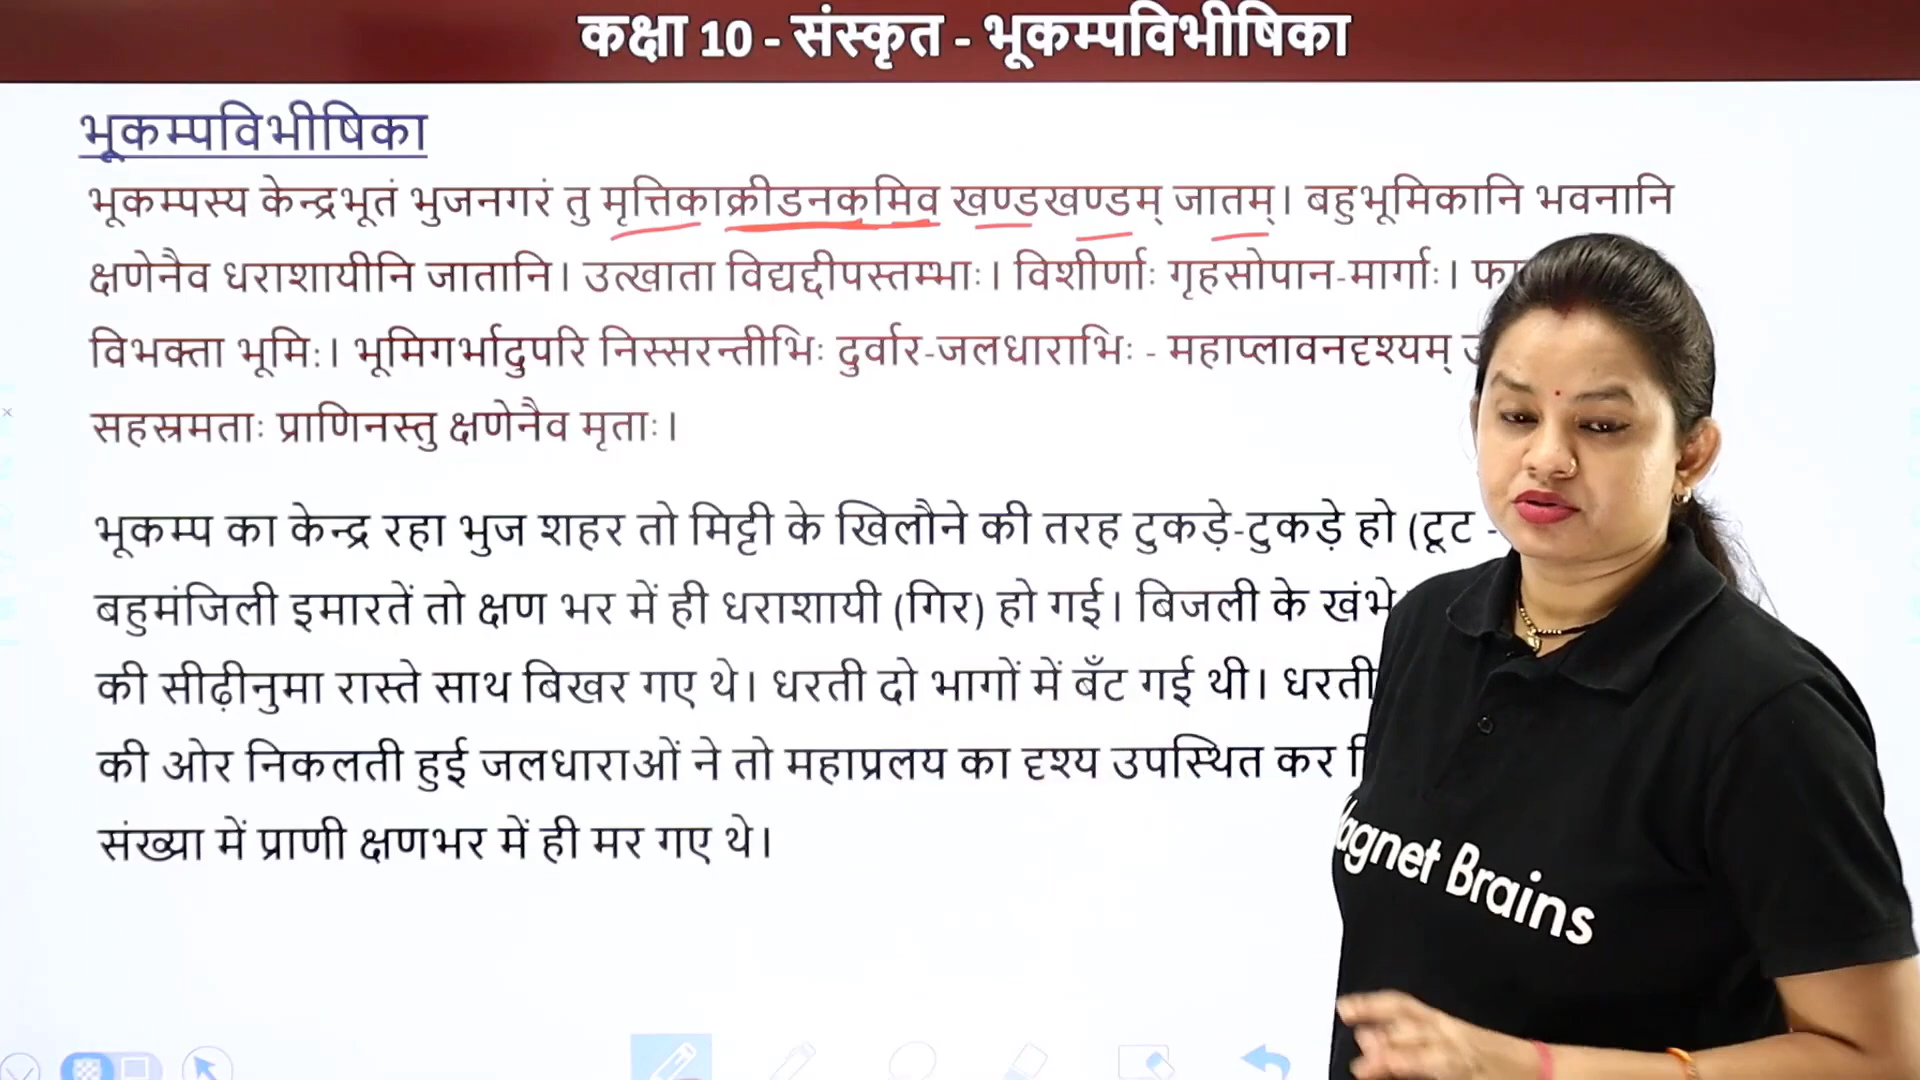 कक्षा 10 - संस्कृत - भूकम्पविभीषिका
भूकम्पविभीषिका
भूकम्पस्य केन्द्रभूतं भुजनगरं तु मृत्तिकाक्रीडनकमिव खण्डखण्डम् जातम्। बहुभूमिकानि भवनानि
क्षणेनैव धराशायीनि जातानि। उत्खाता विद्यद्दीपस्तम्भाः। विशीर्णाः गृहसोपान-मार्गाः।
विभक्ता भूमिः। भूमिगर्भादुपरि निस्सरन्तीभिः दुर्वार-जलधाराभिः - महाप्लावनदृश्यम्
सहस्रमताः प्राणिनस्तु क्षणेनैव मृताः।
भूकम्प का केन्द्र रहा भुज शहर तो मिट्टी के खिलौने की तरह टुकड़े-टुकड़े हो (टूट -
बहुमंजिली इमारतें तो क्षण भर में ही धराशायी (गिर) हो गई। बिजली के खंभे
की सीढ़ीनुमा रास्ते साथ बिखर गए थे। धरती दो भागों में बँट गई थी। धरती
की ओर निकलती हुई जलधाराओं ने तो महाप्रलय का दृश्य उपस्थित कर
संख्या में प्राणी क्षणभर में ही मर गए थे।
agnet Brains